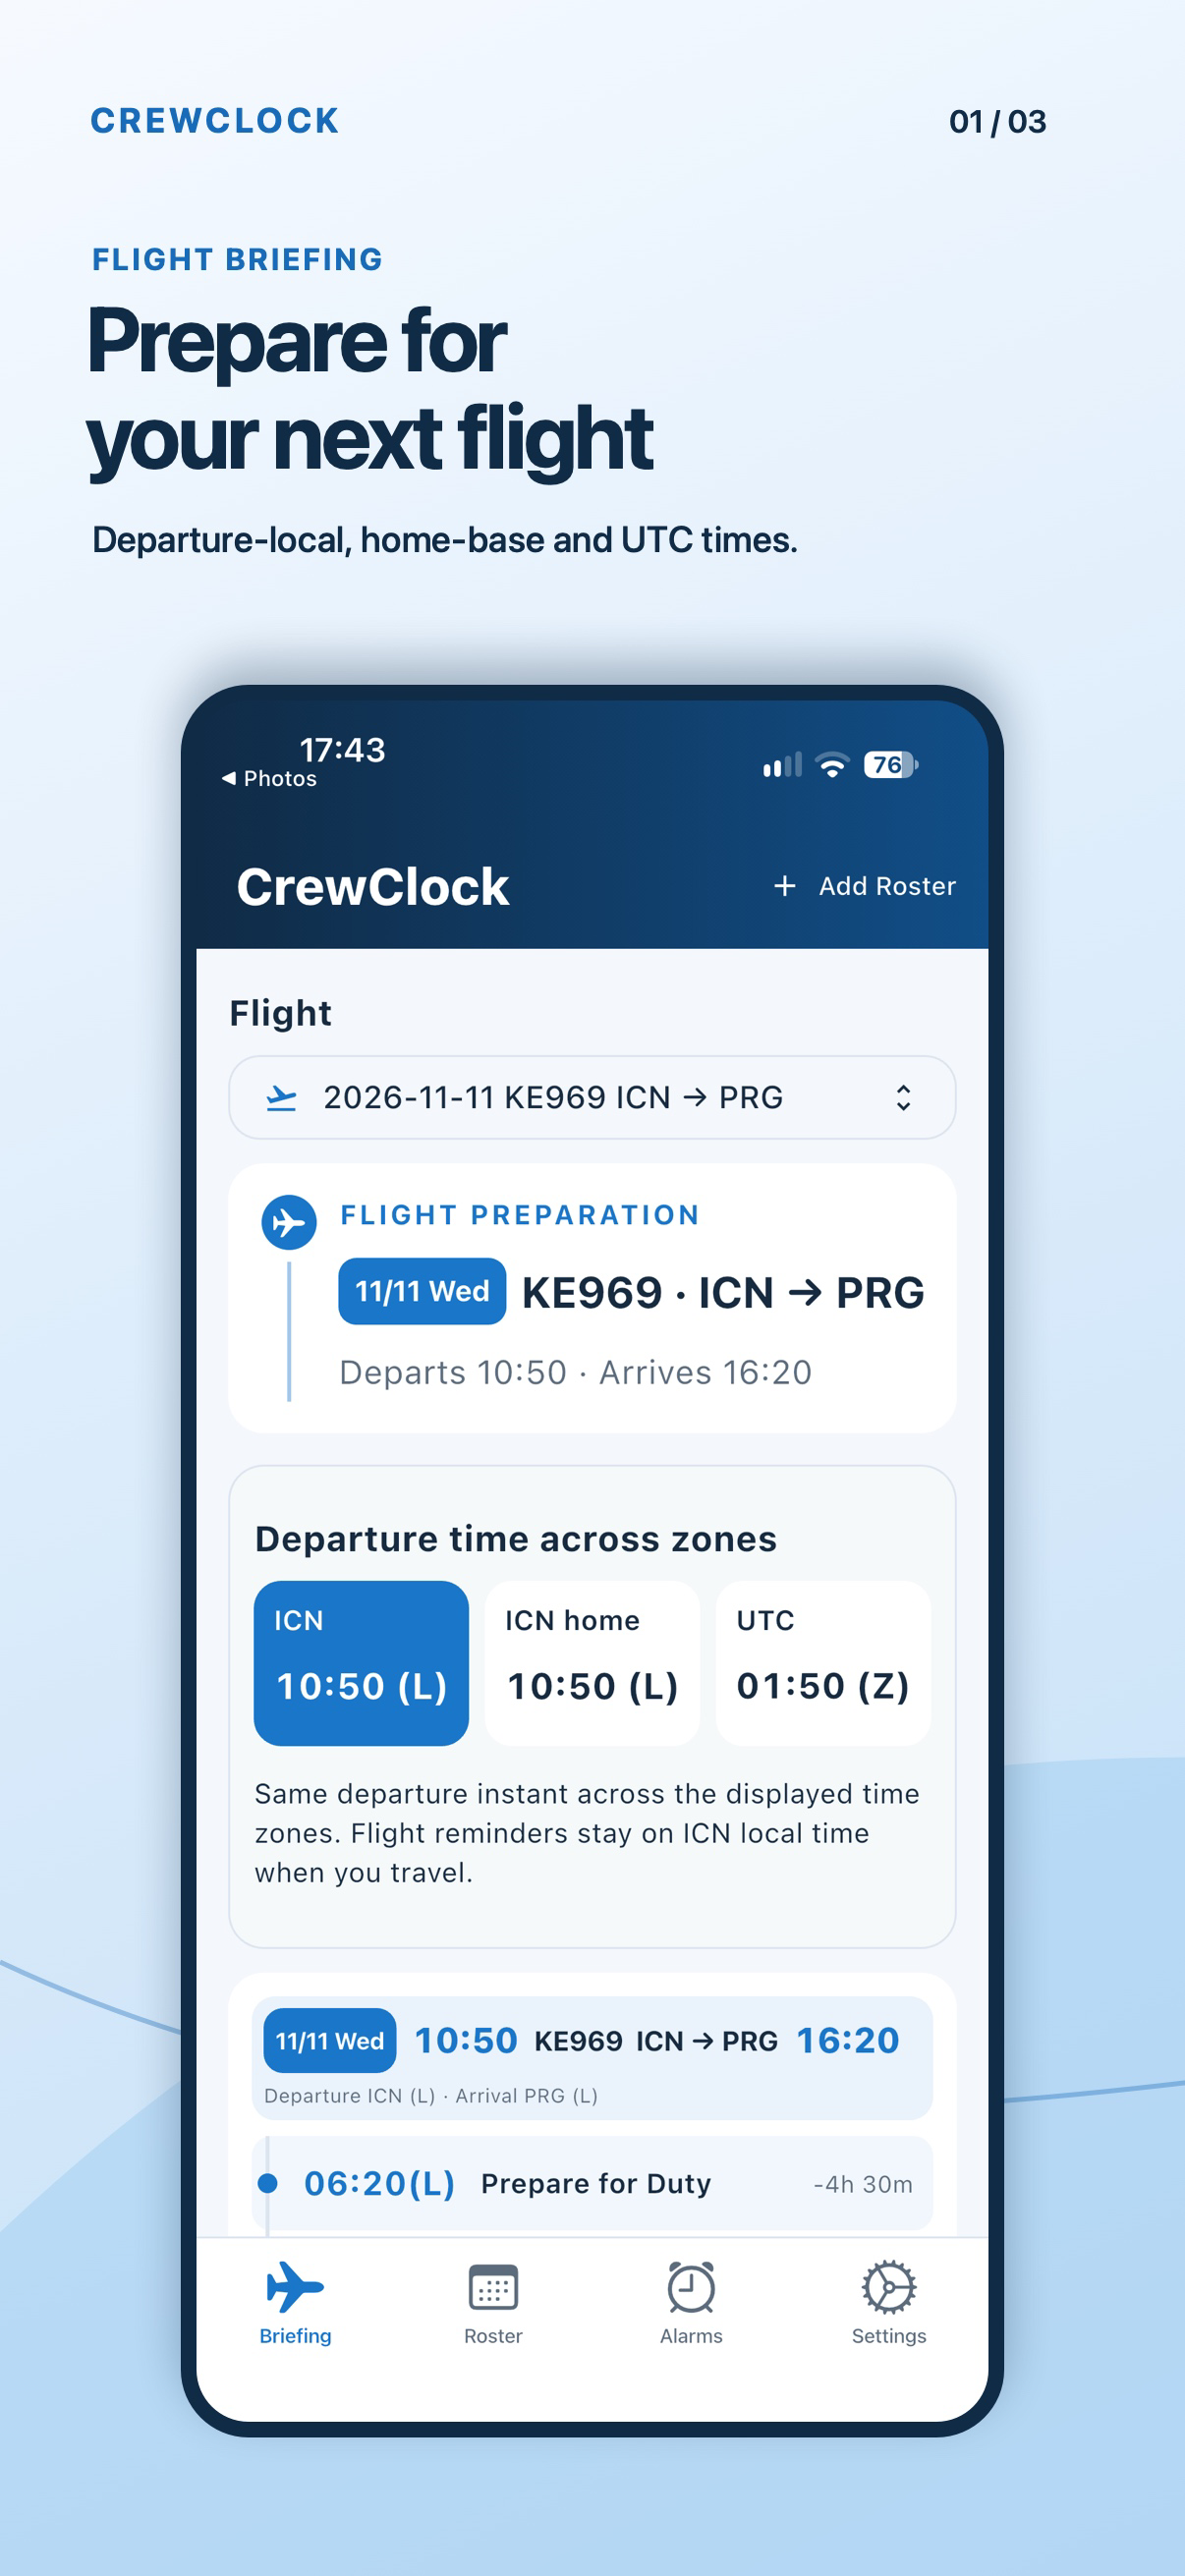 CREWCLOCK
01 / 03
FLIGHT BRIEFING
Prepare for
your next flight
Departure-local, home-base and UTC times.
17:43
◀ Photos
76
CrewClock
+ Add Roster
Flight
2026-11-11 KE969 ICN → PRG
FLIGHT PREPARATION
11/11 Wed KE969 · ICN → PRG
Departs 10:50 · Arrives 16:20
Departure time across zones
ICN
10:50 (L)
ICN home
10:50 (L)
UTC
01:50 (Z)
Same departure instant across the displayed time
zones. Flight reminders stay on ICN local time
when you travel.
11/11 Wed 10:50 KE969 ICN → PRG 16:20
Departure ICN (L) · Arrival PRG (L)
06:20(L) Prepare for Duty -4h 30m
Briefing
Roster
Alarms
Settings